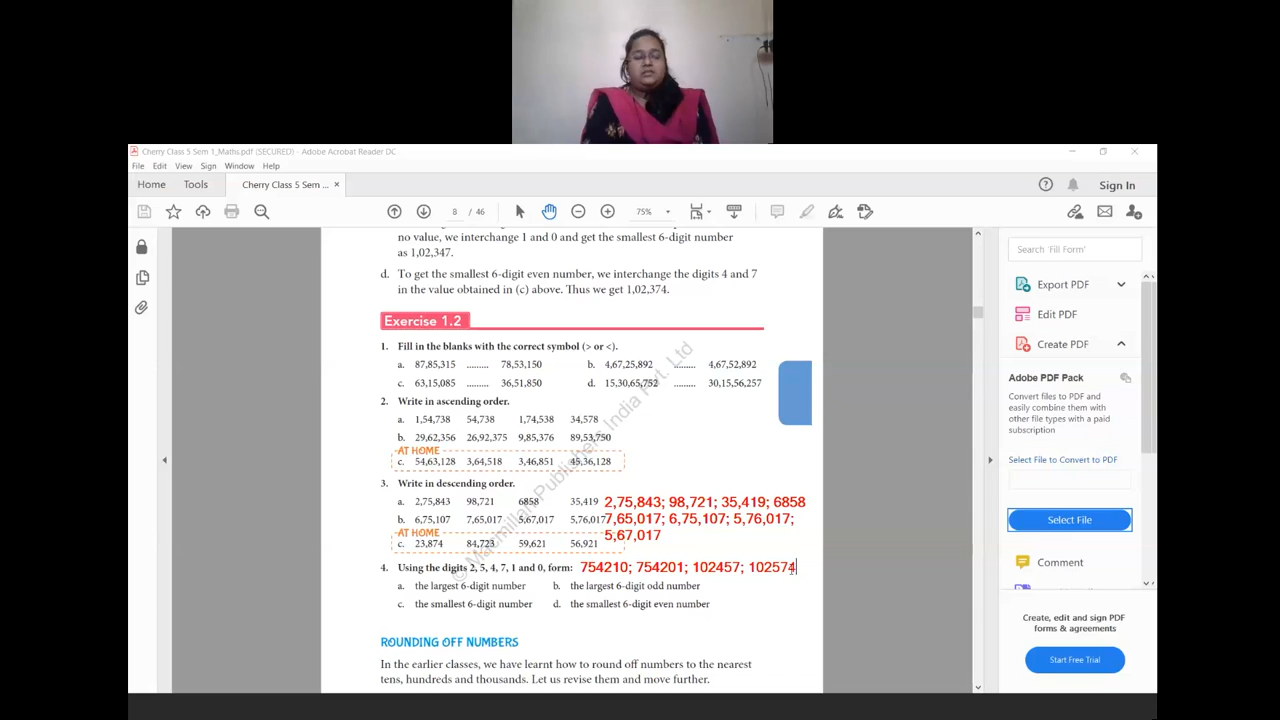 Cherry Class 5 Sem 1_Maths.pdf (SECURED) - Adobe Acrobat Reader DC
File Edit View Sign Window Help
Home Tools Cherry Class 5 Sem ... × Sign In
8 / 46 75%
no value, we interchange 1 and 0 and get the smallest 6-digit number
as 1,02,347.
d. To get the smallest 6-digit even number, we interchange the digits 4 and 7
in the value obtained in (c) above. Thus we get 1,02,374.
Exercise 1.2
1. Fill in the blanks with the correct symbol (> or <).
a. 87,85,315 ......... 78,53,150 b. 4,67,25,892 ......... 4,67,52,892
c. 63,15,085 ......... 36,51,850 d. 15,30,65,752 ......... 30,15,56,257
2. Write in ascending order.
a. 1,54,738 54,738 1,74,538 34,578
b. 29,62,356 26,92,375 9,85,376 89,53,750
AT HOME
c. 54,63,128 3,64,518 3,46,851 45,36,128
3. Write in descending order.
a. 2,75,843 98,721 6858 35,419 2,75,843; 98,721; 35,419; 6858
b. 6,75,107 7,65,017 5,67,017 5,76,017 7,65,017; 6,75,107; 5,76,017;
5,67,017
AT HOME
c. 23,874 84,723 59,621 56,921
4. Using the digits 2, 5, 4, 7, 1 and 0, form: 754210; 754201; 102457; 102574
a. the largest 6-digit number b. the largest 6-digit odd number
c. the smallest 6-digit number d. the smallest 6-digit even number
ROUNDING OFF NUMBERS
In the earlier classes, we have learnt how to round off numbers to the nearest
tens, hundreds and thousands. Let us revise them and move further.
© Macmillan Publishers India Pvt. Ltd
Search 'Fill Form'
Export PDF
Edit PDF
Create PDF
Adobe PDF Pack
Convert files to PDF and
easily combine them with
other file types with a paid
subscription
Select File to Convert to PDF
Select File
Comment
Create, edit and sign PDF
forms & agreements
Start Free Trial